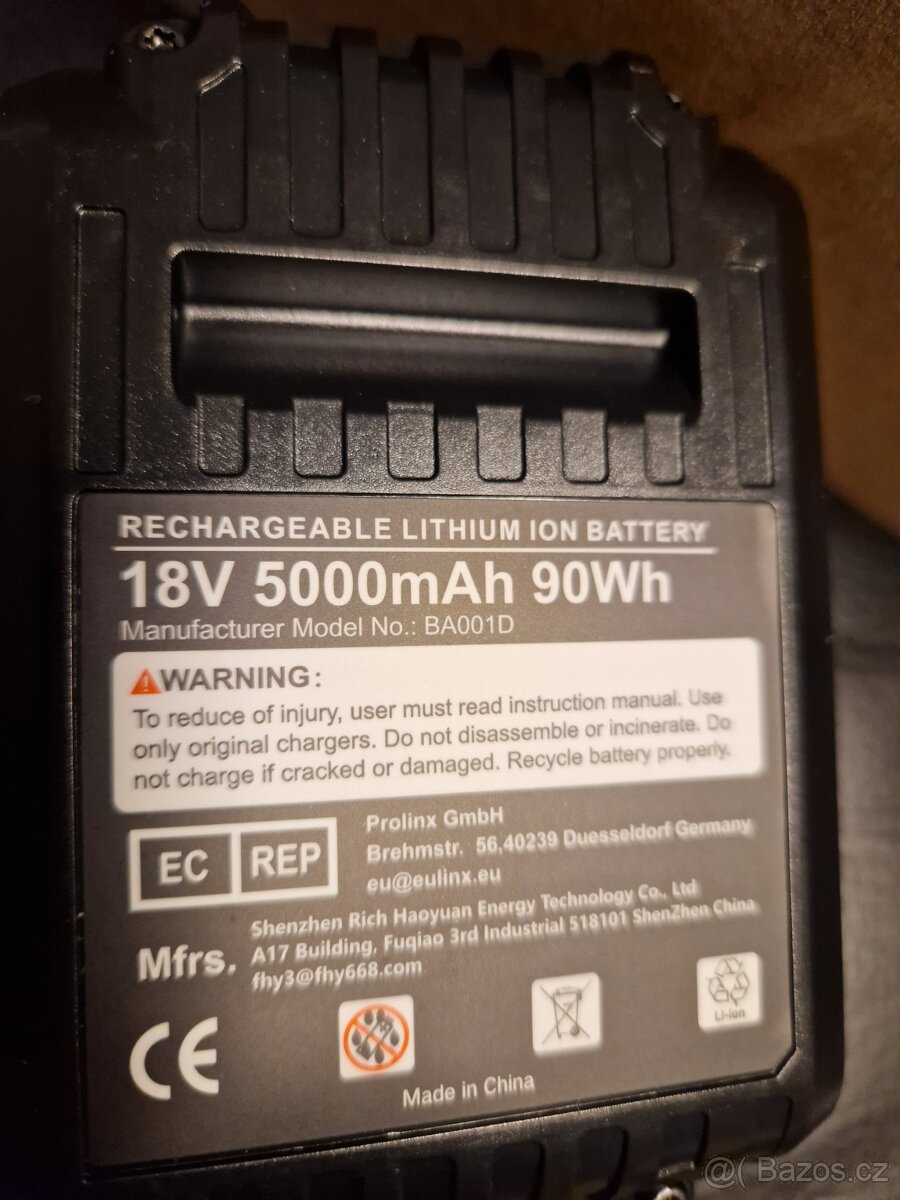 RECHARGEABLE LITHIUM ION BATTERY
18V 5000mAh 90Wh
Manufacturer Model No.: BA001D
WARNING:
To reduce of injury, user must read instruction manual. Use
only original chargers. Do not disassemble or incinerate. Do
not charge if cracked or damaged. Recycle battery properly.
EC REP
Prolinx GmbH
Brehmstr. 56,40239 Duesseldorf Germany
eu@eulinx.eu
Mfrs.
Shenzhen Rich Haoyuan Energy Technology Co., Ltd
A17 Building, Fuqiao 3rd Industrial 518101 ShenZhen China
fhy3@fhy668.com
CE
Li-ion
Made in China
@( Bazos.cz